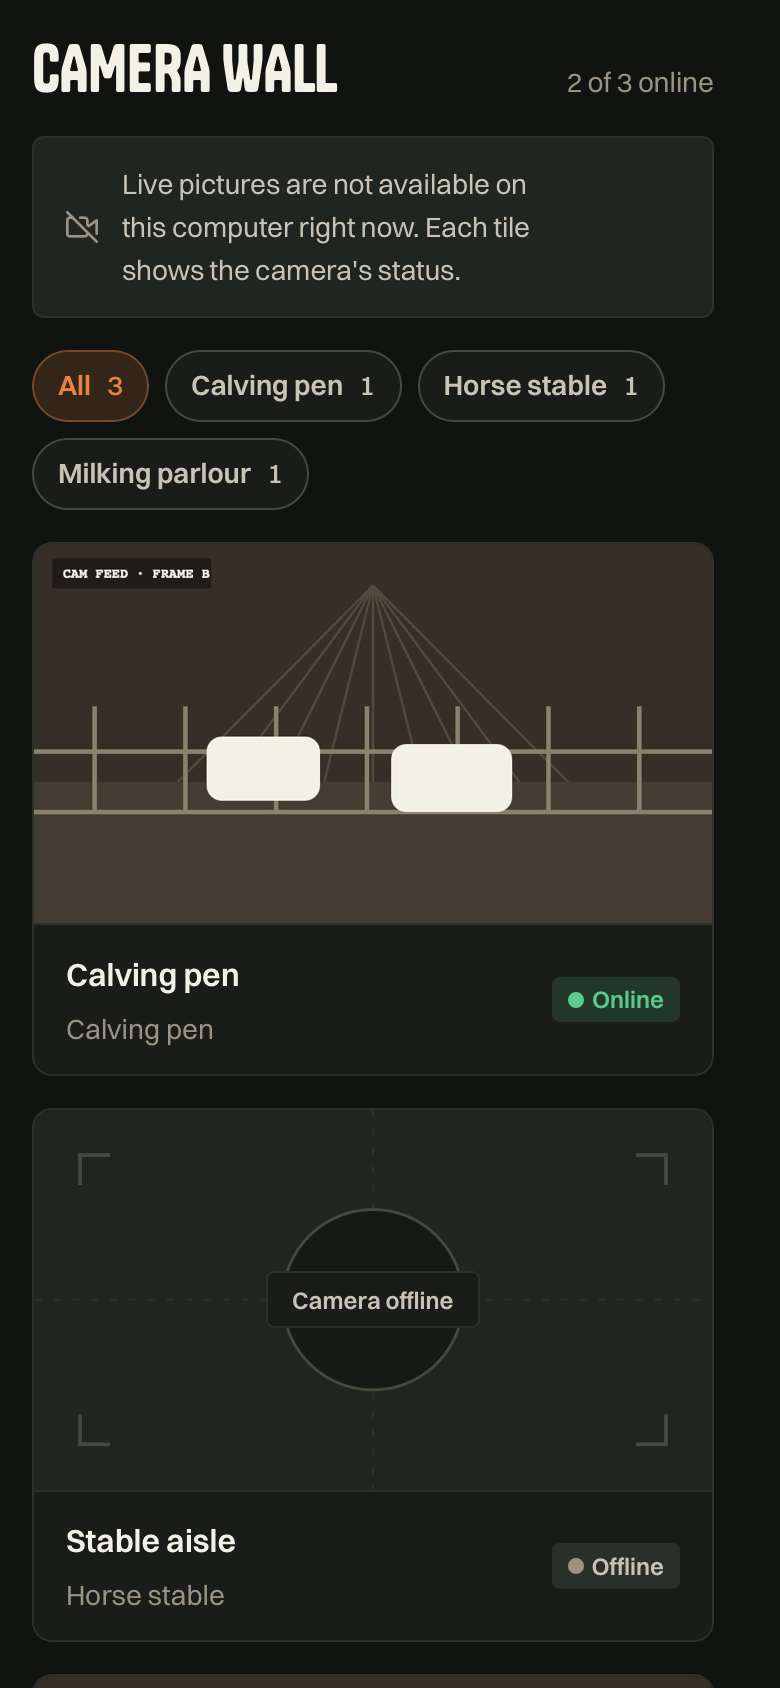 CAMERA WALL
2 of 3 online
Live pictures are not available on
this computer right now. Each tile
shows the camera's status.
All 3
Calving pen 1
Horse stable 1
Milking parlour 1
CAM FEED · FRAME B
Calving pen
Online
Calving pen
Camera offline
Stable aisle
Offline
Horse stable